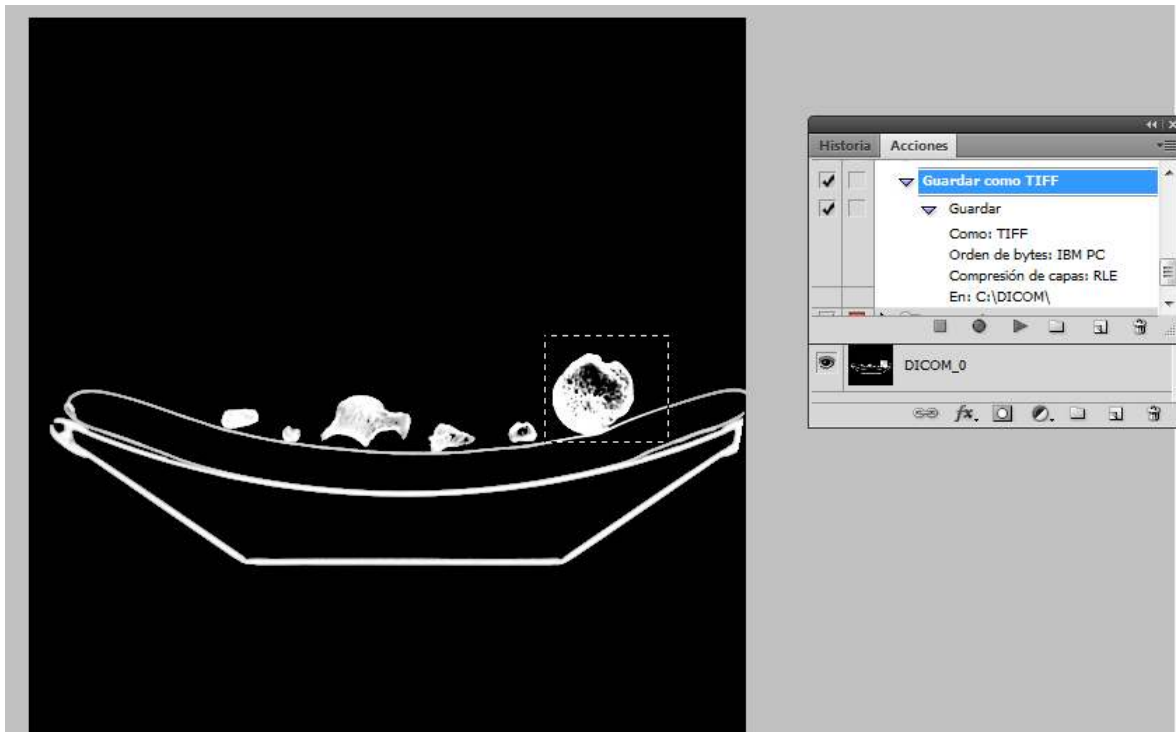 Historia Acciones
Guardar como TIFF
Guardar
Como: TIFF
Orden de bytes: IBM PC
Compresión de capas: RLE
En: C:\DICOM\
DICOM_0
fx.